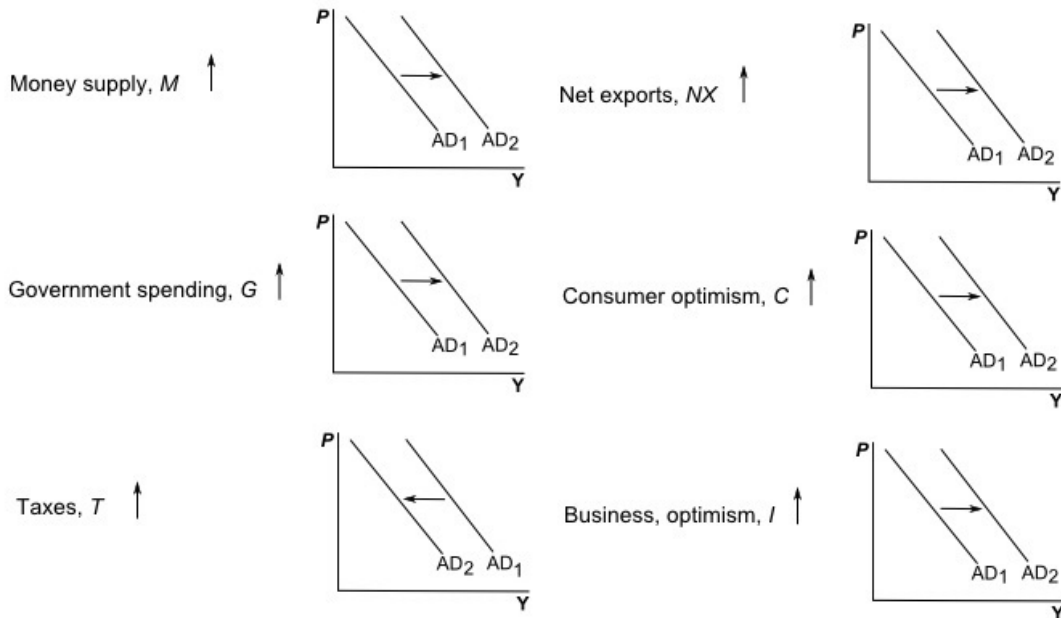 P
Money supply, M
AD1 AD2
Y
P
Net exports, NX
AD1 AD2
Y
P
Government spending, G
AD1 AD2
Y
P
Consumer optimism, C
AD1 AD2
Y
P
Taxes, T
AD2 AD1
Y
P
Business, optimism, I
AD1 AD2
Y